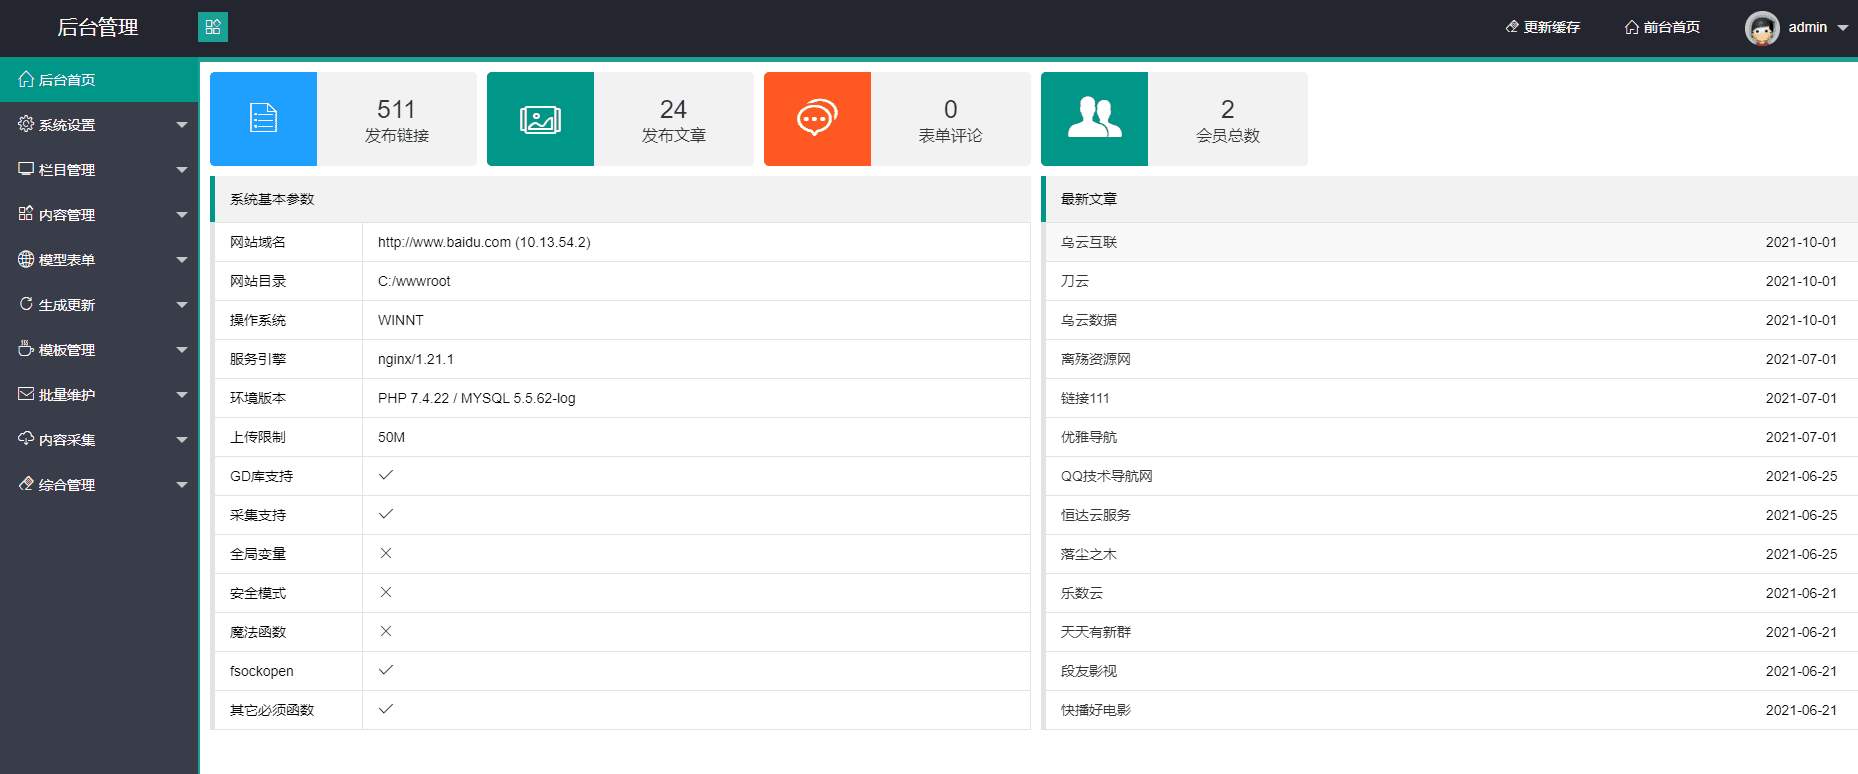 后台管理
更新缓存
前台首页
admin
后台首页
系统设置
栏目管理
内容管理
模型表单
生成更新
模板管理
批量维护
内容采集
综合管理
511
发布链接
24
发布文章
0
表单评论
2
会员总数
系统基本参数
网站域名 http://www.baidu.com (10.13.54.2)
网站目录 C:/wwwroot
操作系统 WINNT
服务引擎 nginx/1.21.1
环境版本 PHP 7.4.22 / MYSQL 5.5.62-log
上传限制 50M
GD库支持
采集支持
全局变量
安全模式
魔法函数
fsockopen
其它必须函数
最新文章
乌云互联 2021-10-01
刀云 2021-10-01
乌云数据 2021-10-01
离殇资源网 2021-07-01
链接111 2021-07-01
优雅导航 2021-07-01
QQ技术导航网 2021-06-25
恒达云服务 2021-06-25
落尘之木 2021-06-25
乐数云 2021-06-21
天天有新群 2021-06-21
段友影视 2021-06-21
快播好电影 2021-06-21